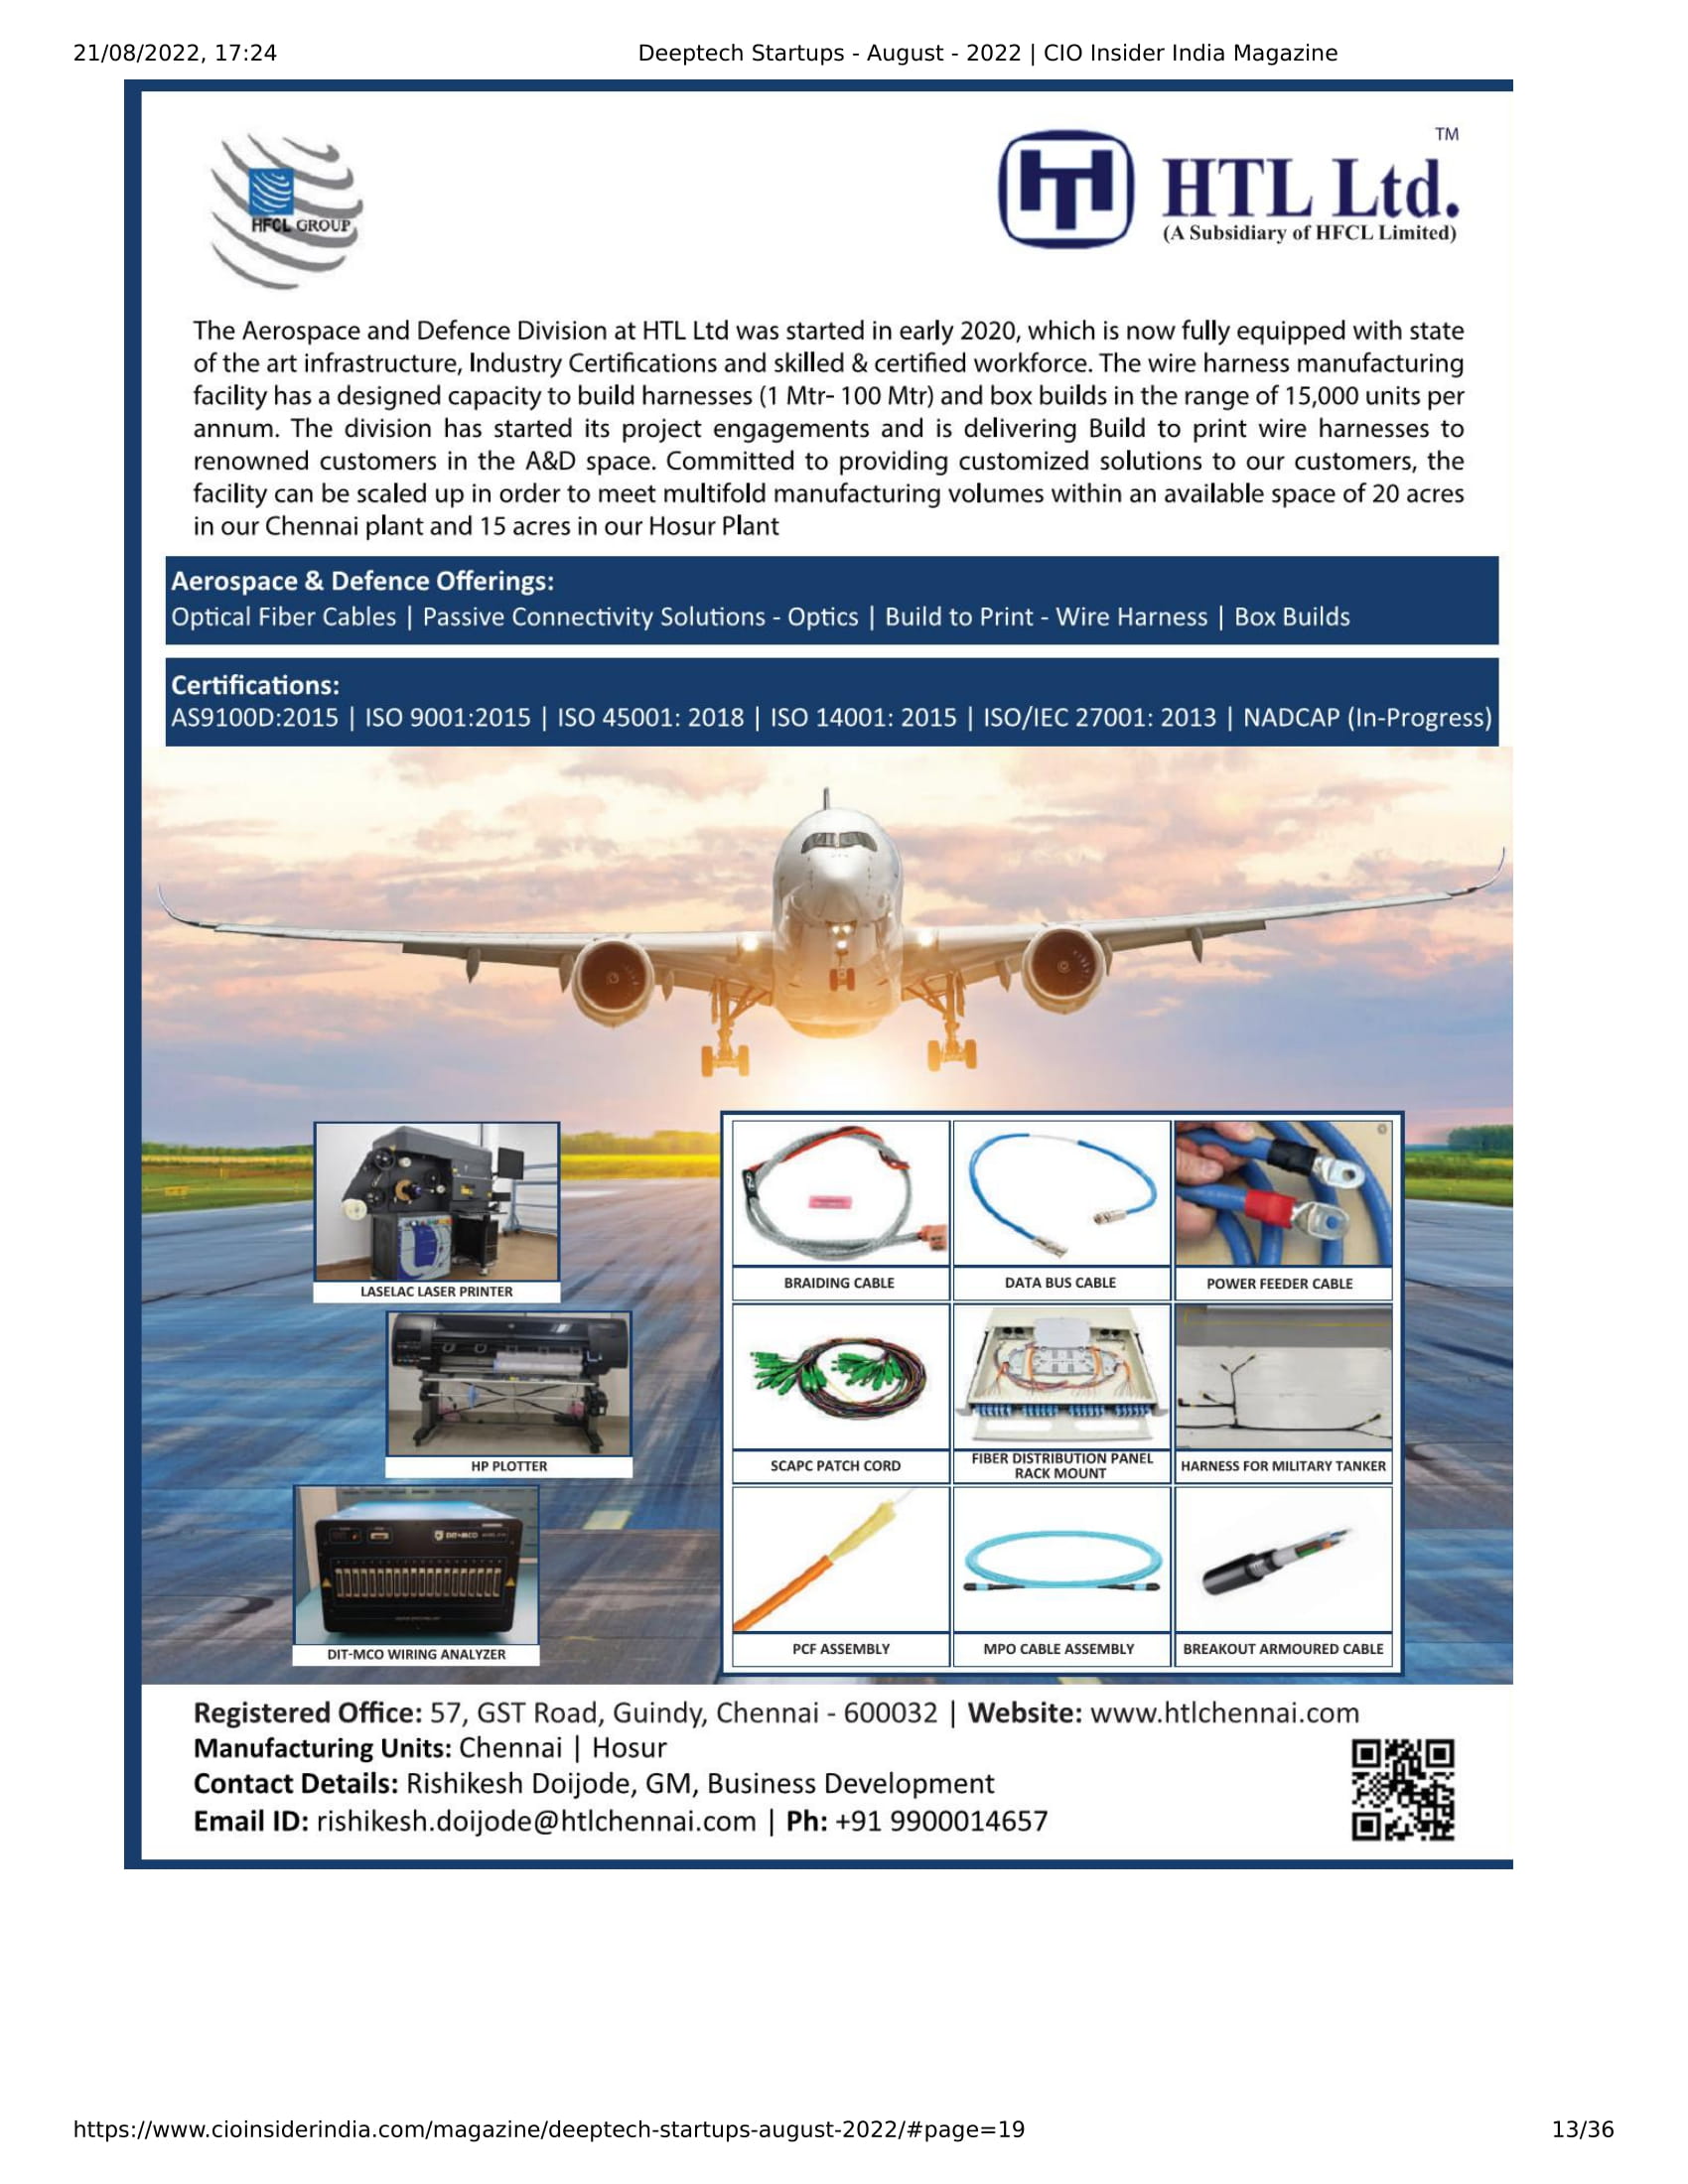 21/08/2022, 17:24
Deeptech Startups - August - 2022 | CIO Insider India Magazine
HFCL GROUP
HTL Ltd.
TM
(A Subsidiary of HFCL Limited)
The Aerospace and Defence Division at HTL Ltd was started in early 2020, which is now fully equipped with state
of the art infrastructure, Industry Certifications and skilled & certified workforce. The wire harness manufacturing
facility has a designed capacity to build harnesses (1 Mtr- 100 Mtr) and box builds in the range of 15,000 units per
annum. The division has started its project engagements and is delivering Build to print wire harnesses to
renowned customers in the A&D space. Committed to providing customized solutions to our customers, the
facility can be scaled up in order to meet multifold manufacturing volumes within an available space of 20 acres
in our Chennai plant and 15 acres in our Hosur Plant
Aerospace & Defence Offerings:
Optical Fiber Cables | Passive Connectivity Solutions - Optics | Build to Print - Wire Harness | Box Builds
Certifications:
AS9100D:2015 | ISO 9001:2015 | ISO 45001: 2018 | ISO 14001: 2015 | ISO/IEC 27001: 2013 | NADCAP (In-Progress)
LASELAC LASER PRINTER
HP PLOTTER
DIT-MCO
DIT-MCO WIRING ANALYZER
BRAIDING CABLE
DATA BUS CABLE
POWER FEEDER CABLE
SCAPC PATCH CORD
FIBER DISTRIBUTION PANEL
RACK MOUNT
HARNESS FOR MILITARY TANKER
PCF ASSEMBLY
MPO CABLE ASSEMBLY
BREAKOUT ARMOURED CABLE
Registered Office: 57, GST Road, Guindy, Chennai - 600032 | Website: www.htlchennai.com
Manufacturing Units: Chennai | Hosur
Contact Details: Rishikesh Doijode, GM, Business Development
Email ID: rishikesh.doijode@htlchennai.com | Ph: +91 9900014657
https://www.cioinsiderindia.com/magazine/deeptech-startups-august-2022/#page=19
13/36